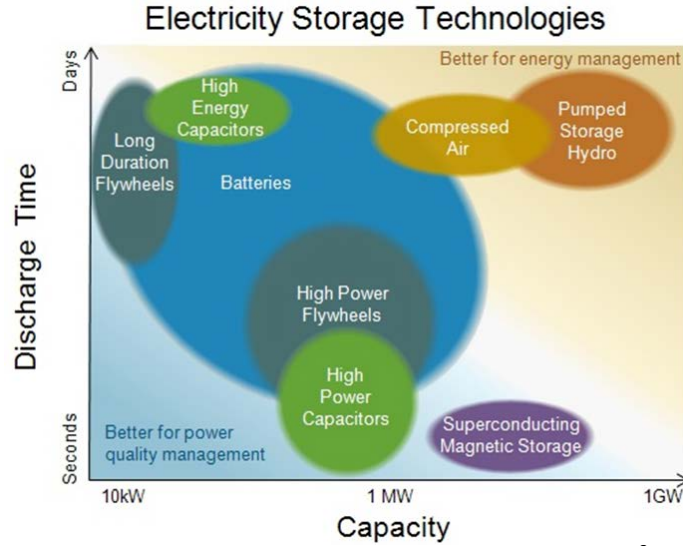 Electricity Storage Technologies
Better for energy management
Days
High
Energy
Capacitors
Long
Duration
Flywheels
Batteries
Compressed
Air
Pumped
Storage
Hydro
Discharge Time
High Power
Flywheels
High
Power
Capacitors
Superconducting
Magnetic Storage
Better for power
quality management
Seconds
10kW
1 MW
1GW
Capacity